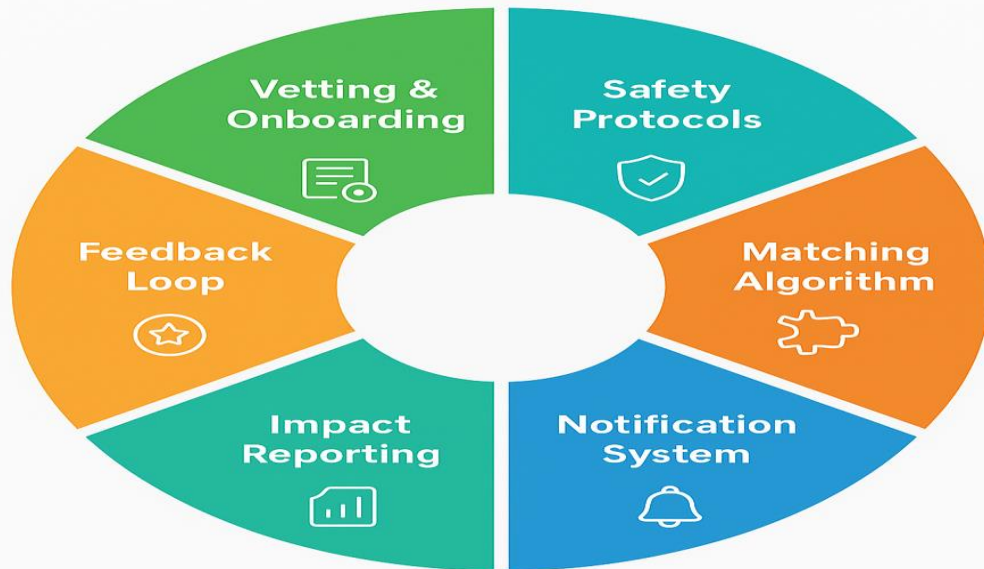 Vetting &
Onboarding
Safety
Protocols
Feedback
Loop
Matching
Algorithm
Impact
Reporting
Notification
System